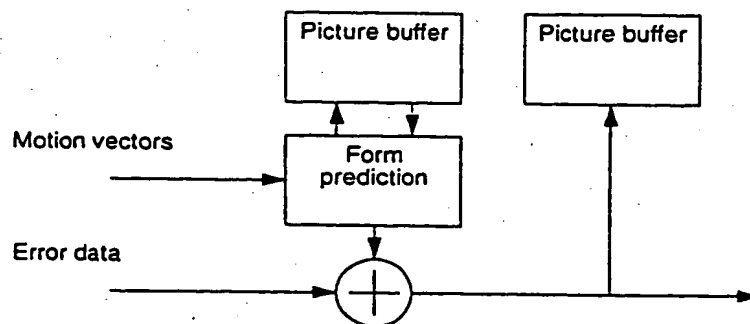 Picture buffer
Picture buffer
Motion vectors
Form
prediction
Error data